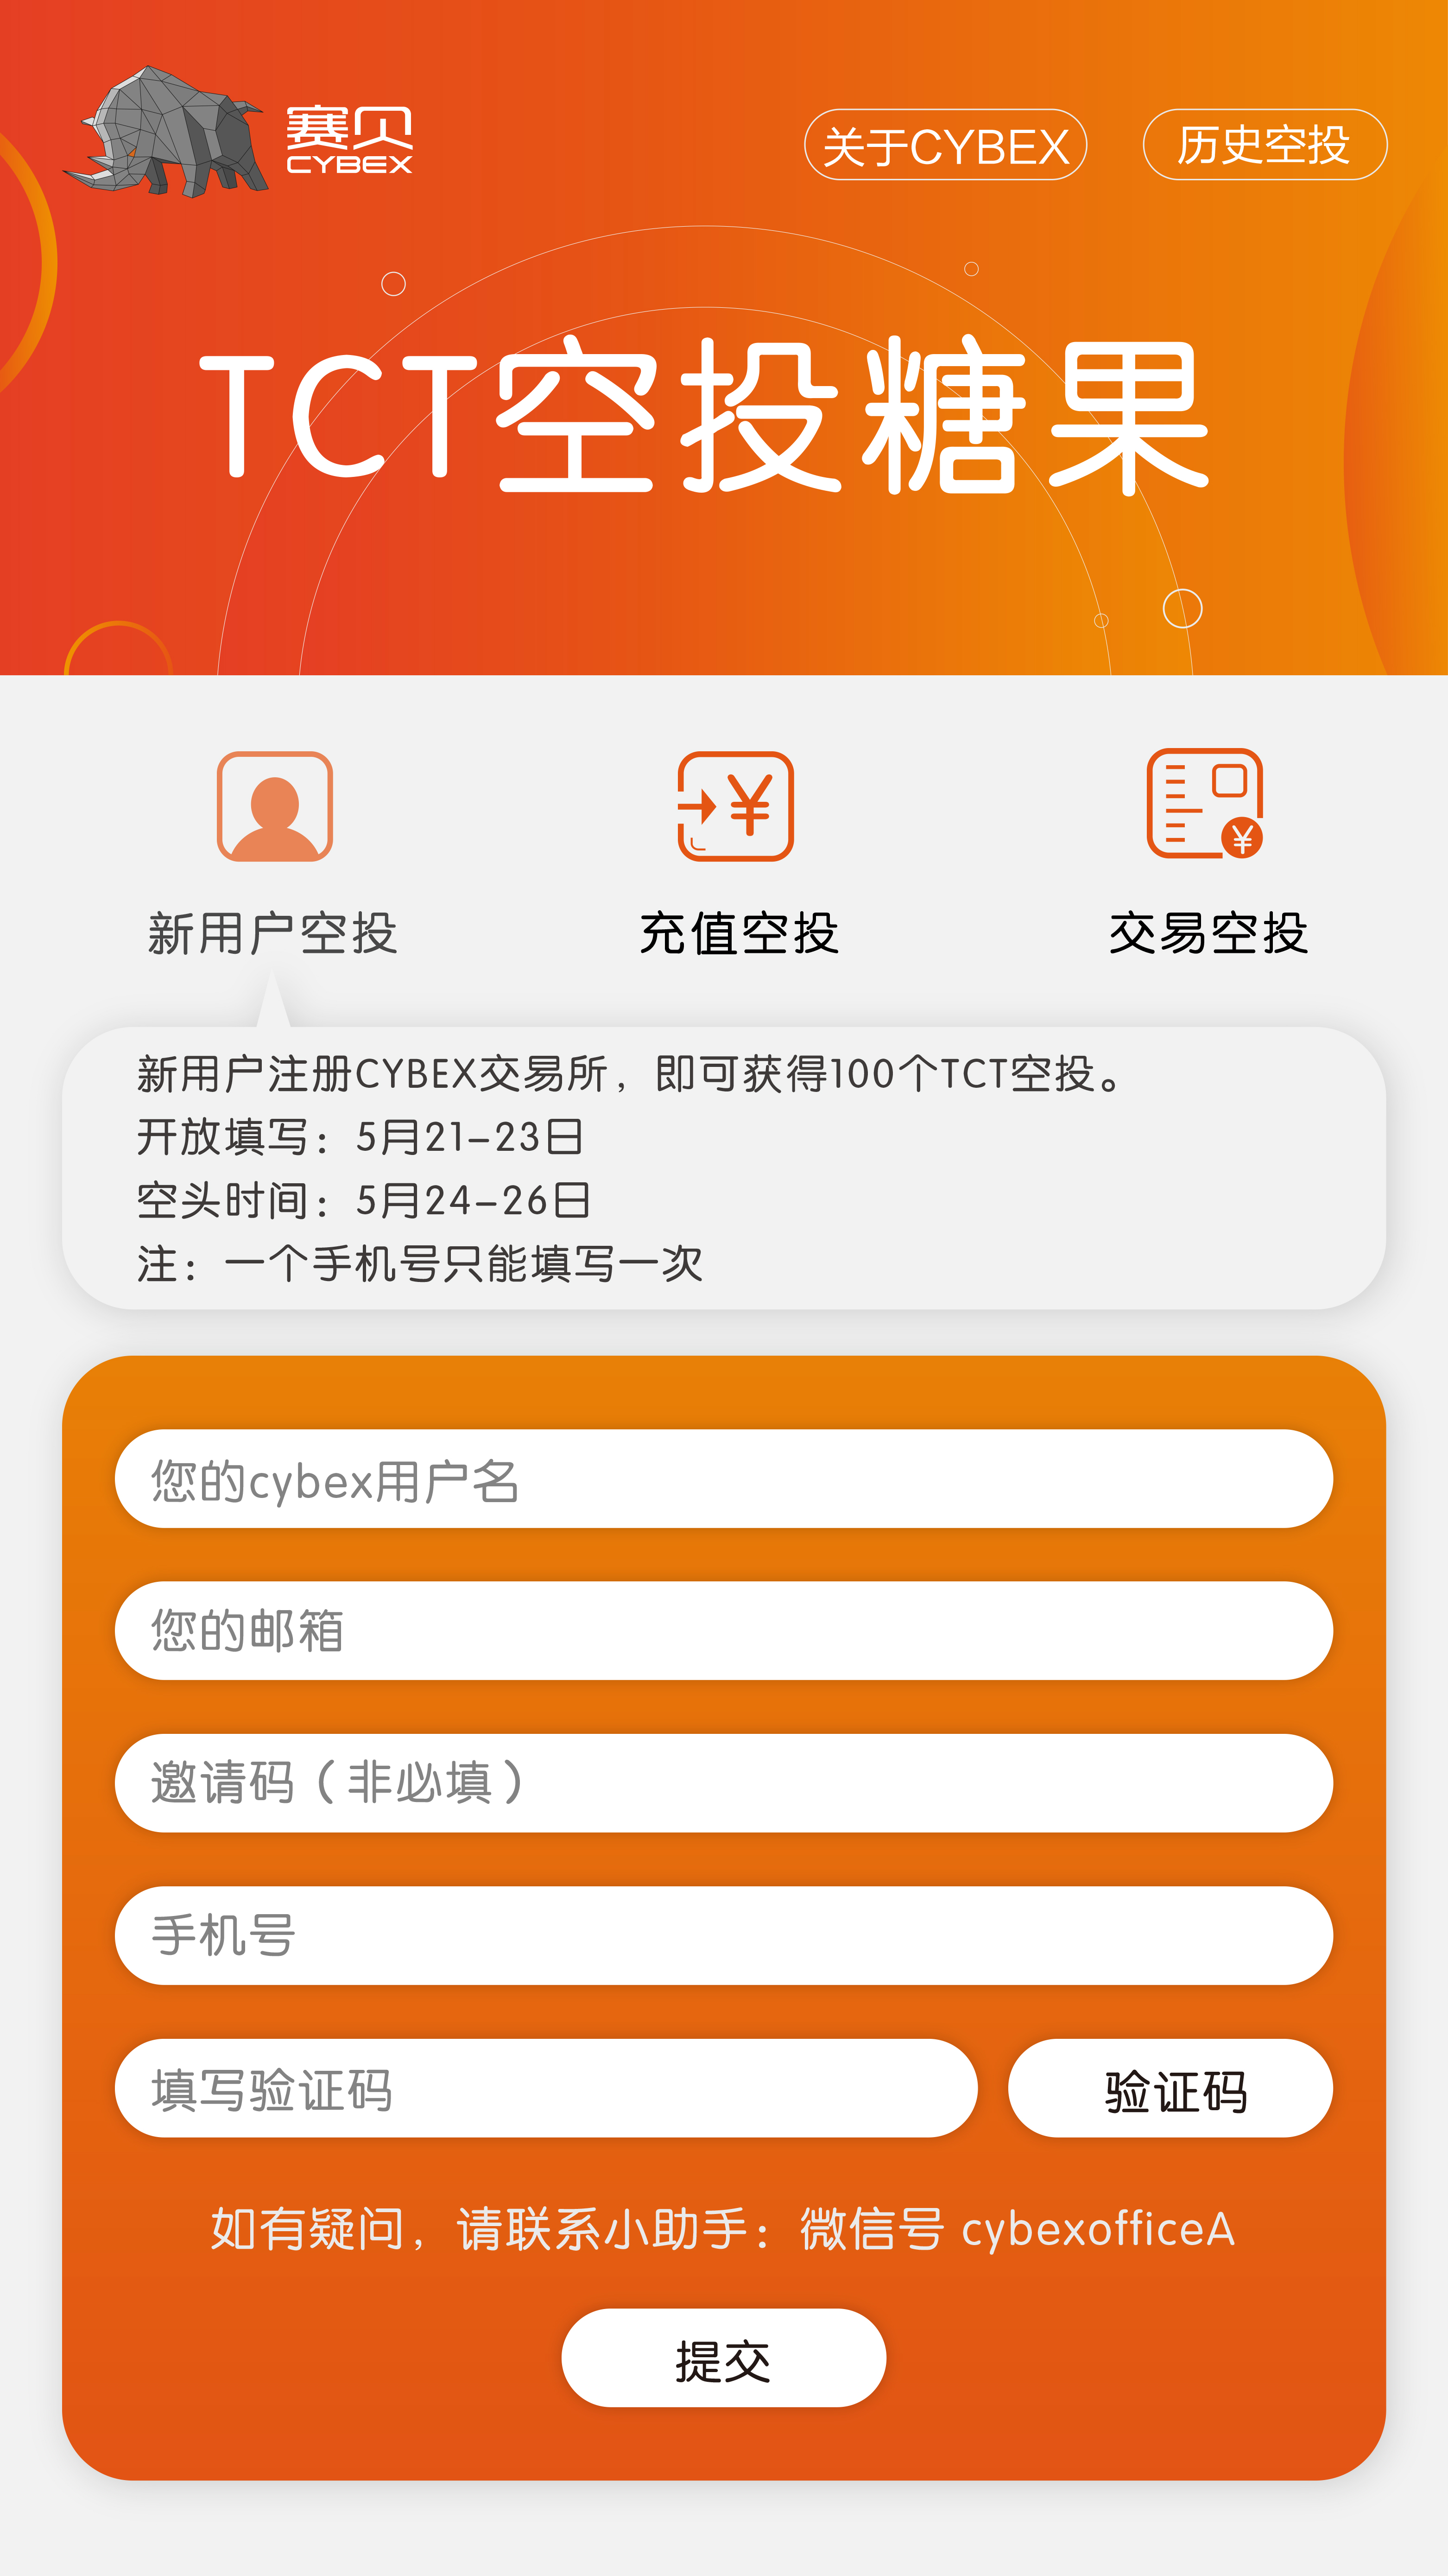 赛贝
CYBEX
关于CYBEX
历史空投
TCT空投糖果
新用户空投
充值空投
交易空投
新用户注册CYBEX交易所，即可获得100个TCT空投。
开放填写：5月21-23日
空头时间：5月24-26日
注：一个手机号只能填写一次
您的cybex用户名
您的邮箱
邀请码（非必填）
手机号
填写验证码
验证码
如有疑问，请联系小助手：微信号 cybexofficeA
提交